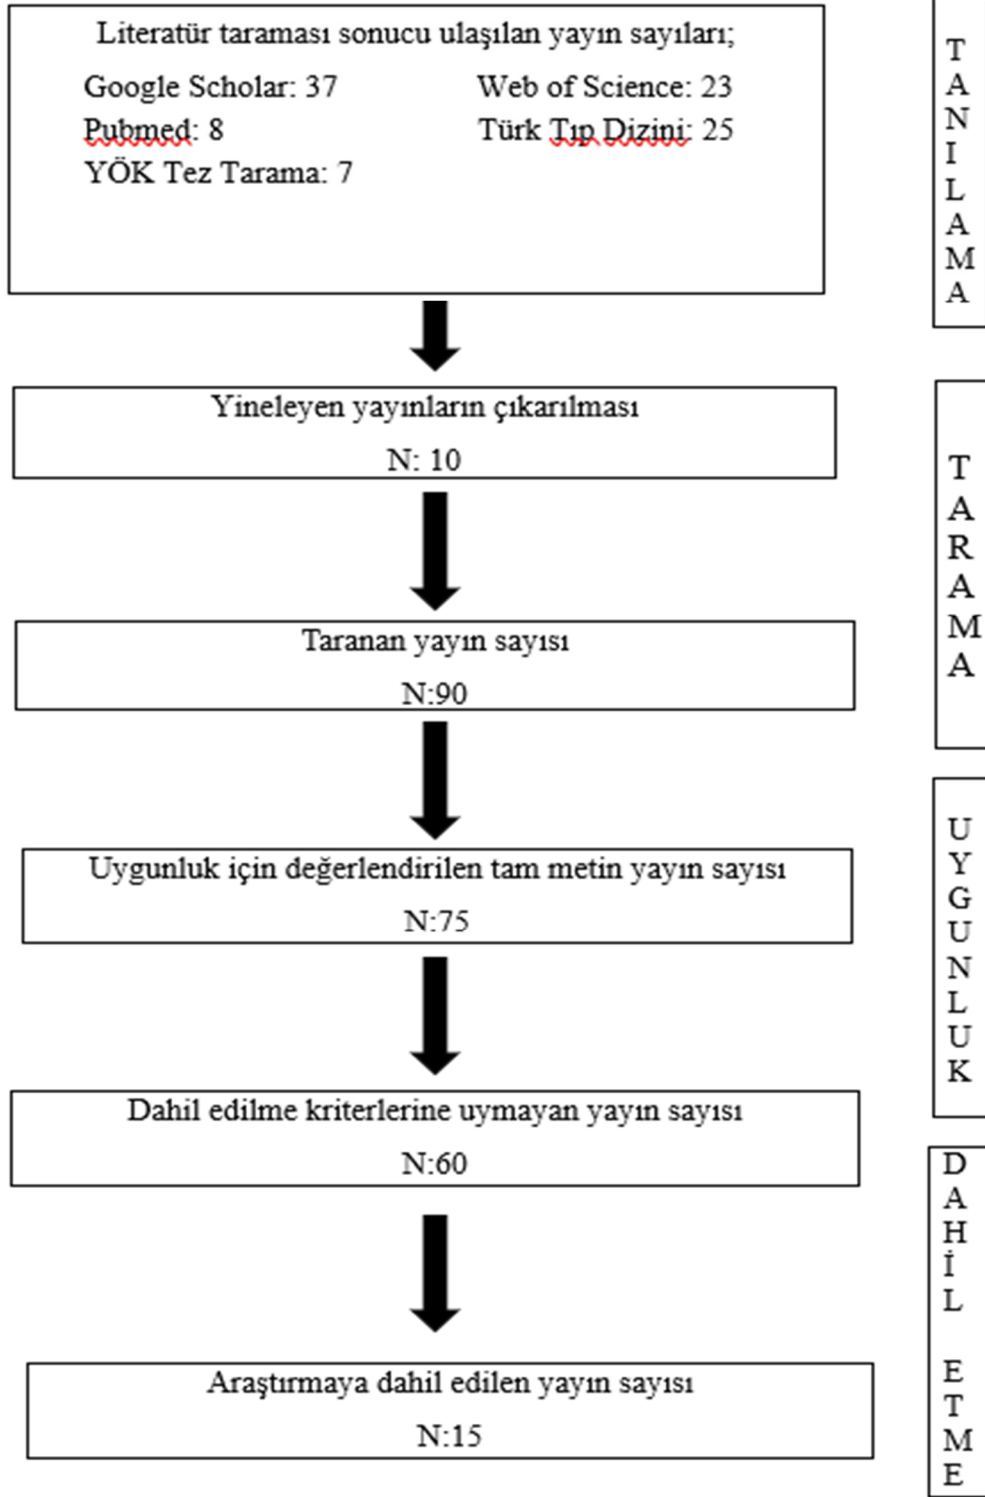 Literatür taraması sonucu ulaşılan yayın sayıları;
Google Scholar: 37 Web of Science: 23
Pubmed: 8 Türk Tıp Dizini: 25
YÖK Tez Tarama: 7
TANILAMA
Yineleyen yayınların çıkarılması
N: 10
Taranan yayın sayısı
N:90
TARAMA
Uygunluk için değerlendirilen tam metin yayın sayısı
N:75
UYGUNLUK
Dahil edilme kriterlerine uymayan yayın sayısı
N:60
Araştırmaya dahil edilen yayın sayısı
N:15
DAHİL ETME